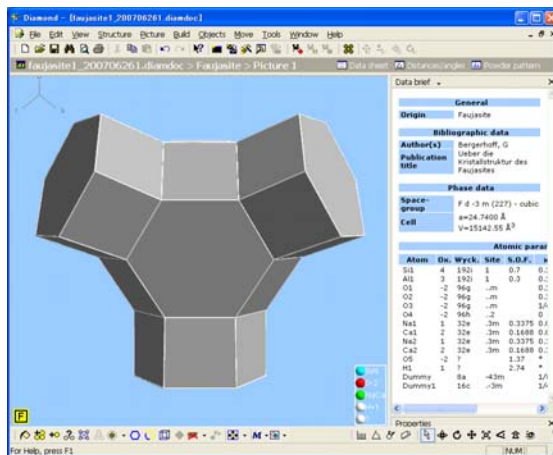 Diamond - [faujasite1_200706261.diamdoc]
File Edit View Structure Picture Build Objects Move Tools Window Help
faujasite1_200706261.diamdoc > Faujasite > Picture 1 Data sheet Distances/angles Powder pattern
Data brief
General
Origin Faujasite
Bibliographic data
Author(s) Bergerhoff, G
Publication title Ueber die Kristallstruktur des Faujasites
Phase data
Space-group F d -3 m (227) - cubic
Cell a=24.7400 Å
V=15142.55 Å3
Atomic para
Atom Ox. Wyck. Site S.O.F.
Si1 4 192i 1 0.7 0.
Al1 3 192i 1 0.3 0.
O1 -2 96g ..m
O2 -2 96g ..m
O3 -2 96g ..m 1/
O4 -2 96h ..2 0
Na1 1 32e .3m 0.3375
Ca1 2 32e .3m 0.1688
Na2 1 32e .3m 0.3375
Ca2 2 32e .3m 0.1688
O5 -2 ? 1.37 *
H1 1 ? 2.74 *
Dummy 8a -43m 1/
Dummy1 16c .-3m 1/
Properties
F
For Help, press F1
NUM